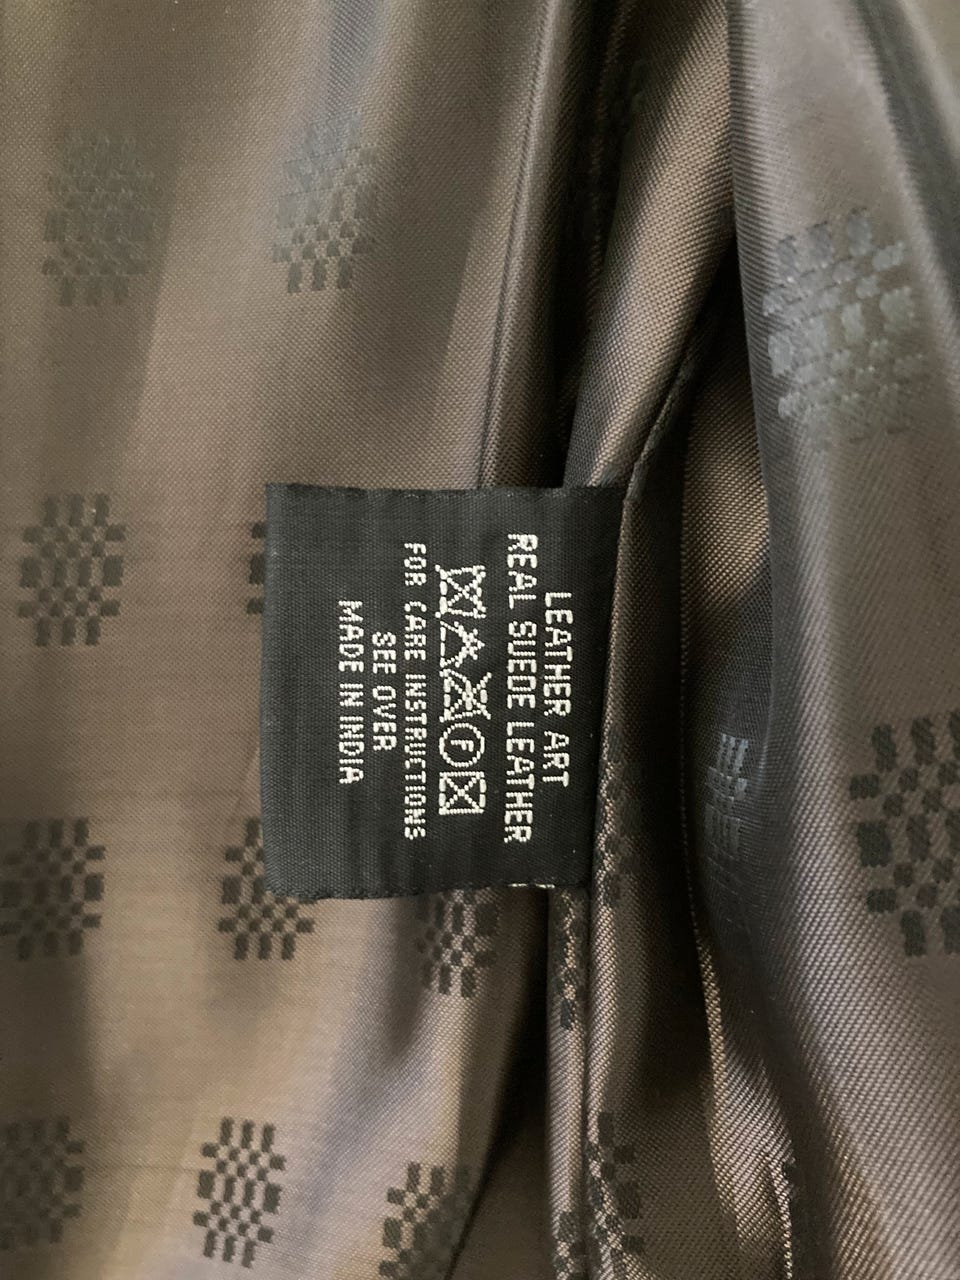 LEATHER ART
REAL SUEDE LEATHER
F
FOR CARE INSTRUCTIONS
SEE OVER
MADE IN INDIA